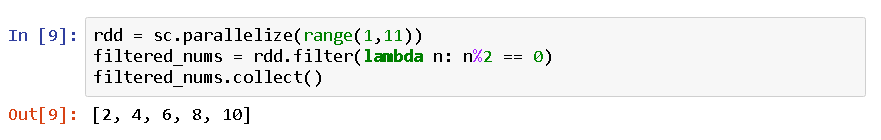 In [9]: rdd = sc.parallelize(range(1,11))
filtered_nums = rdd.filter(lambda n: n%2 == 0)
filtered_nums.collect()
Out[9]: [2, 4, 6, 8, 10]